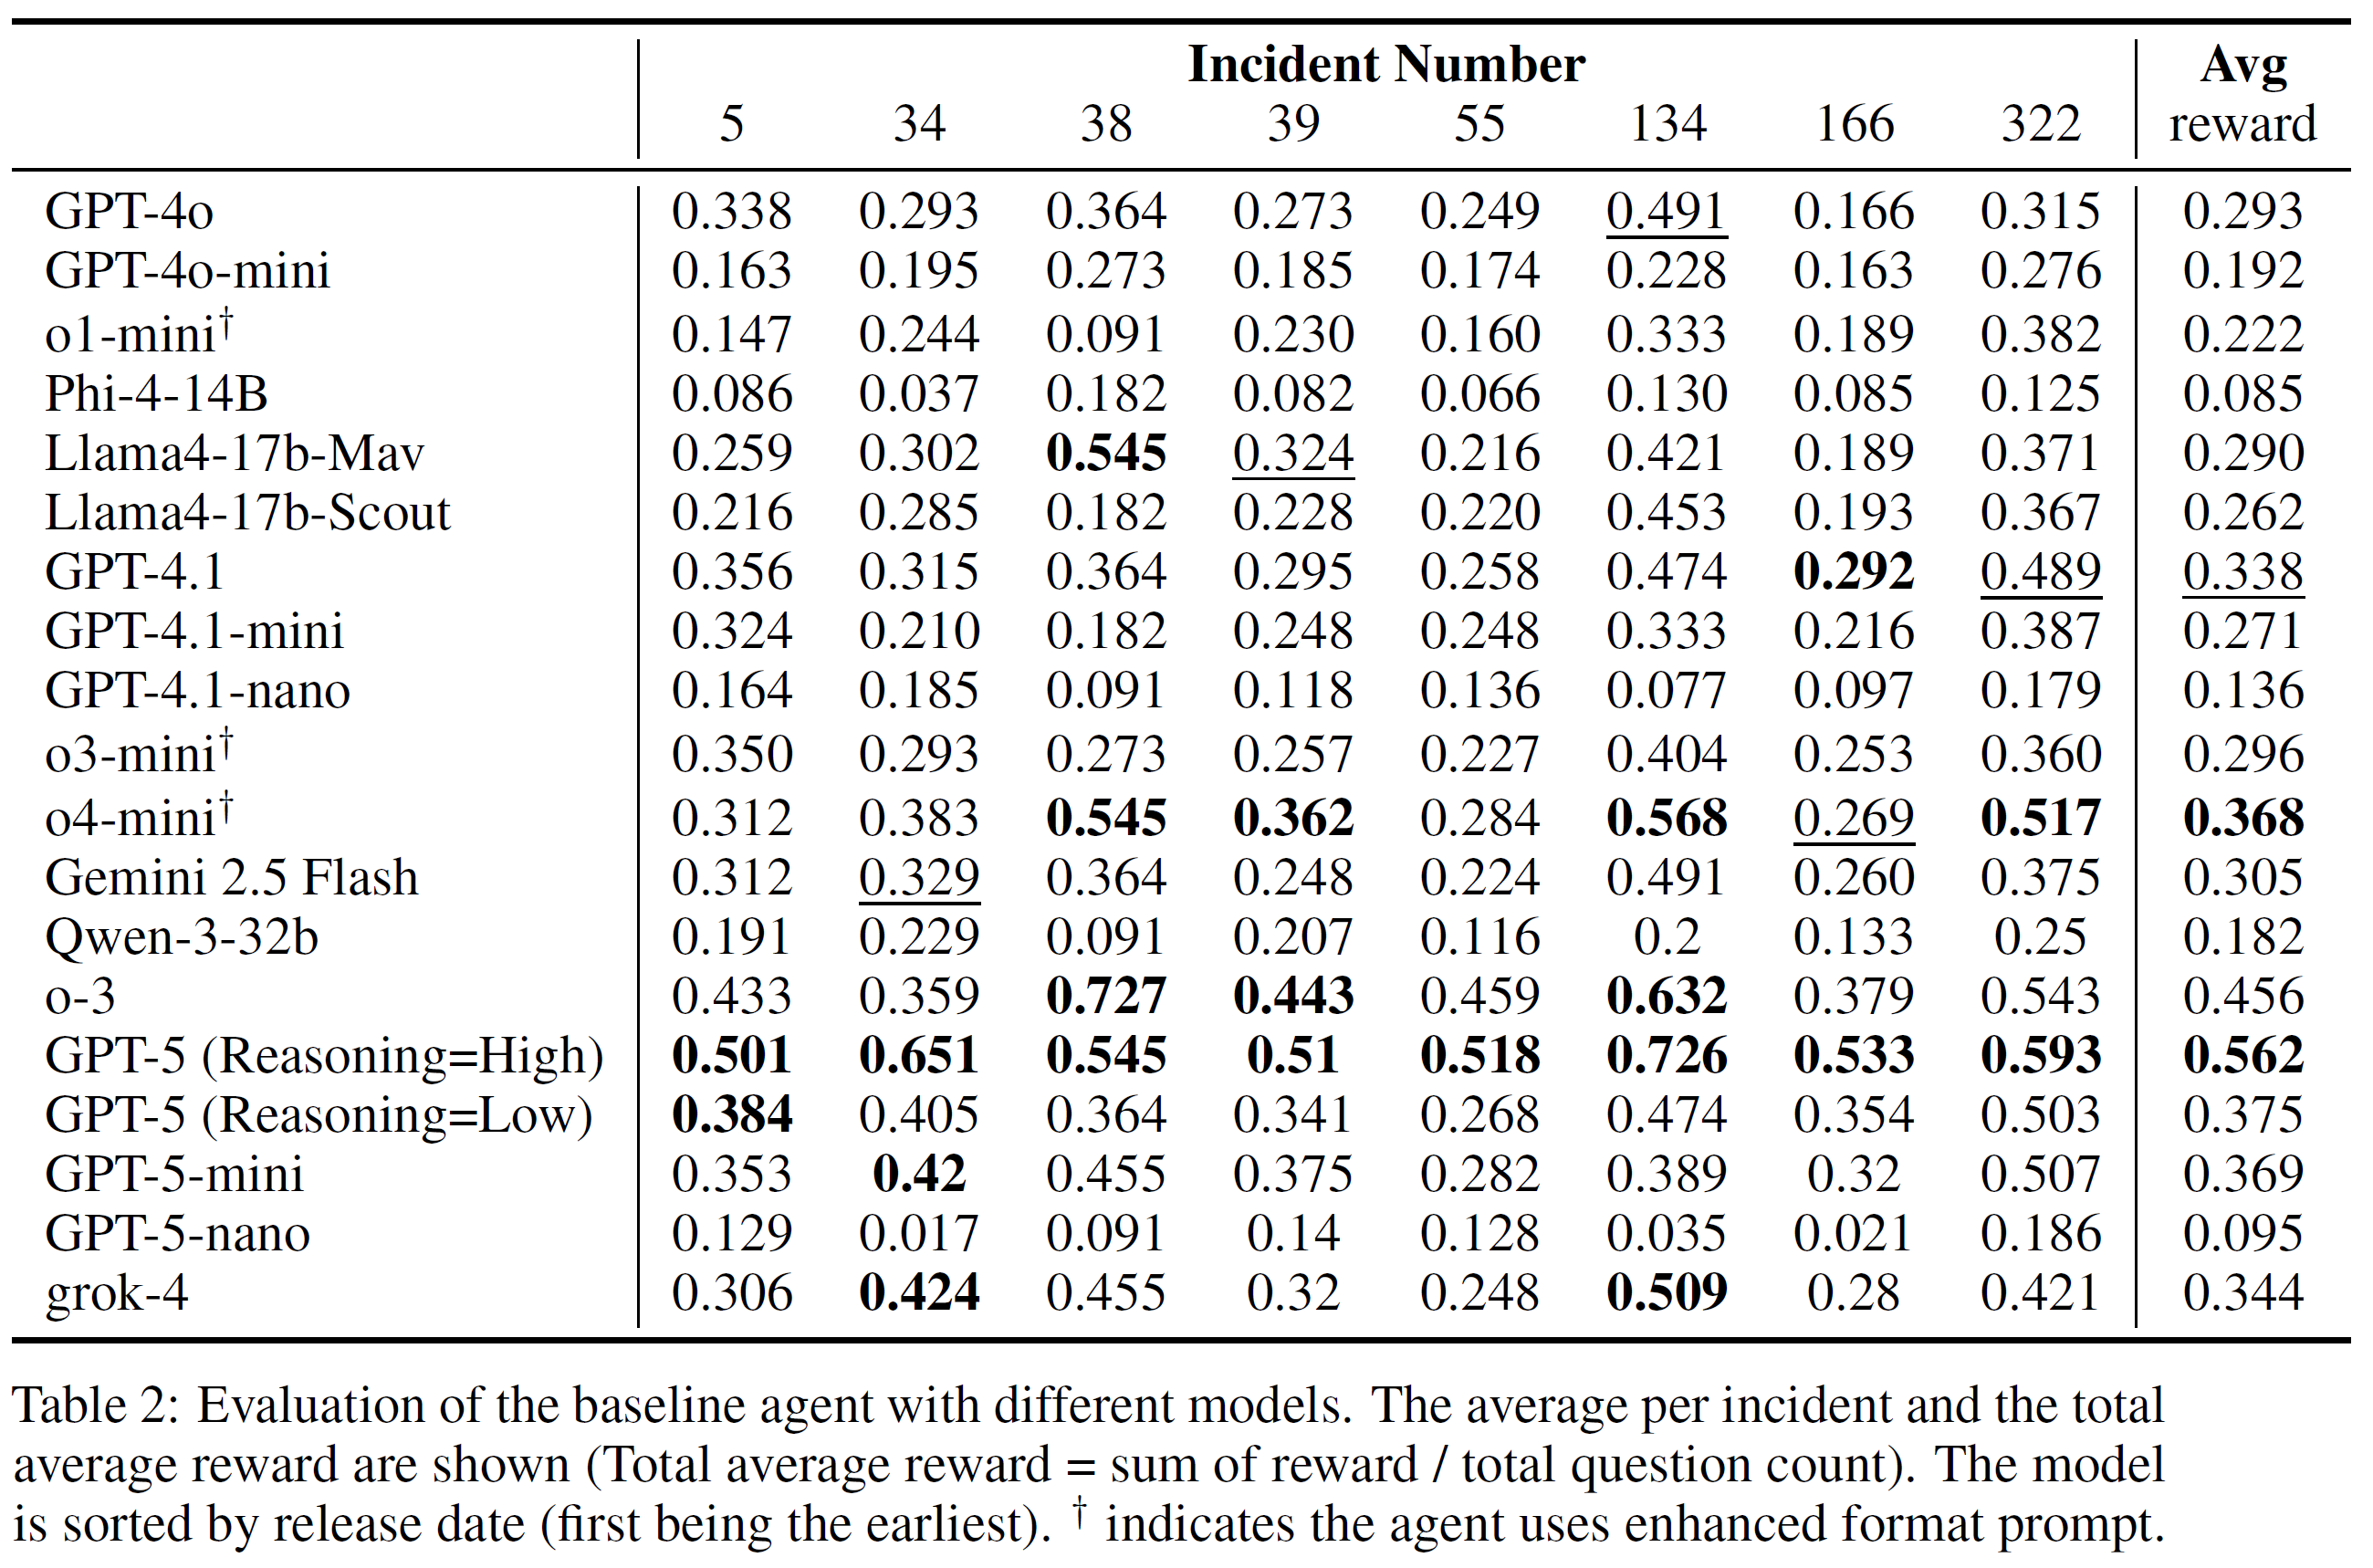 Incident Number Avg
5 34 38 39 55 134 166 322 reward
GPT-4o 0.338 0.293 0.364 0.273 0.249 0.491 0.166 0.315 0.293
GPT-4o-mini 0.163 0.195 0.273 0.185 0.174 0.228 0.163 0.276 0.192
o1-mini† 0.147 0.244 0.091 0.230 0.160 0.333 0.189 0.382 0.222
Phi-4-14B 0.086 0.037 0.182 0.082 0.066 0.130 0.085 0.125 0.085
Llama4-17b-Mav 0.259 0.302 0.545 0.324 0.216 0.421 0.189 0.371 0.290
Llama4-17b-Scout 0.216 0.285 0.182 0.228 0.220 0.453 0.193 0.367 0.262
GPT-4.1 0.356 0.315 0.364 0.295 0.258 0.474 0.292 0.489 0.338
GPT-4.1-mini 0.324 0.210 0.182 0.248 0.248 0.333 0.216 0.387 0.271
GPT-4.1-nano 0.164 0.185 0.091 0.118 0.136 0.077 0.097 0.179 0.136
o3-mini† 0.350 0.293 0.273 0.257 0.227 0.404 0.253 0.360 0.296
o4-mini† 0.312 0.383 0.545 0.362 0.284 0.568 0.269 0.517 0.368
Gemini 2.5 Flash 0.312 0.329 0.364 0.248 0.224 0.491 0.260 0.375 0.305
Qwen-3-32b 0.191 0.229 0.091 0.207 0.116 0.2 0.133 0.25 0.182
o-3 0.433 0.359 0.727 0.443 0.459 0.632 0.379 0.543 0.456
GPT-5 (Reasoning=High) 0.501 0.651 0.545 0.51 0.518 0.726 0.533 0.593 0.562
GPT-5 (Reasoning=Low) 0.384 0.405 0.364 0.341 0.268 0.474 0.354 0.503 0.375
GPT-5-mini 0.353 0.42 0.455 0.375 0.282 0.389 0.32 0.507 0.369
GPT-5-nano 0.129 0.017 0.091 0.14 0.128 0.035 0.021 0.186 0.095
grok-4 0.306 0.424 0.455 0.32 0.248 0.509 0.28 0.421 0.344
Table 2: Evaluation of the baseline agent with different models. The average per incident and the total
average reward are shown (Total average reward = sum of reward / total question count). The model
is sorted by release date (first being the earliest). † indicates the agent uses enhanced format prompt.